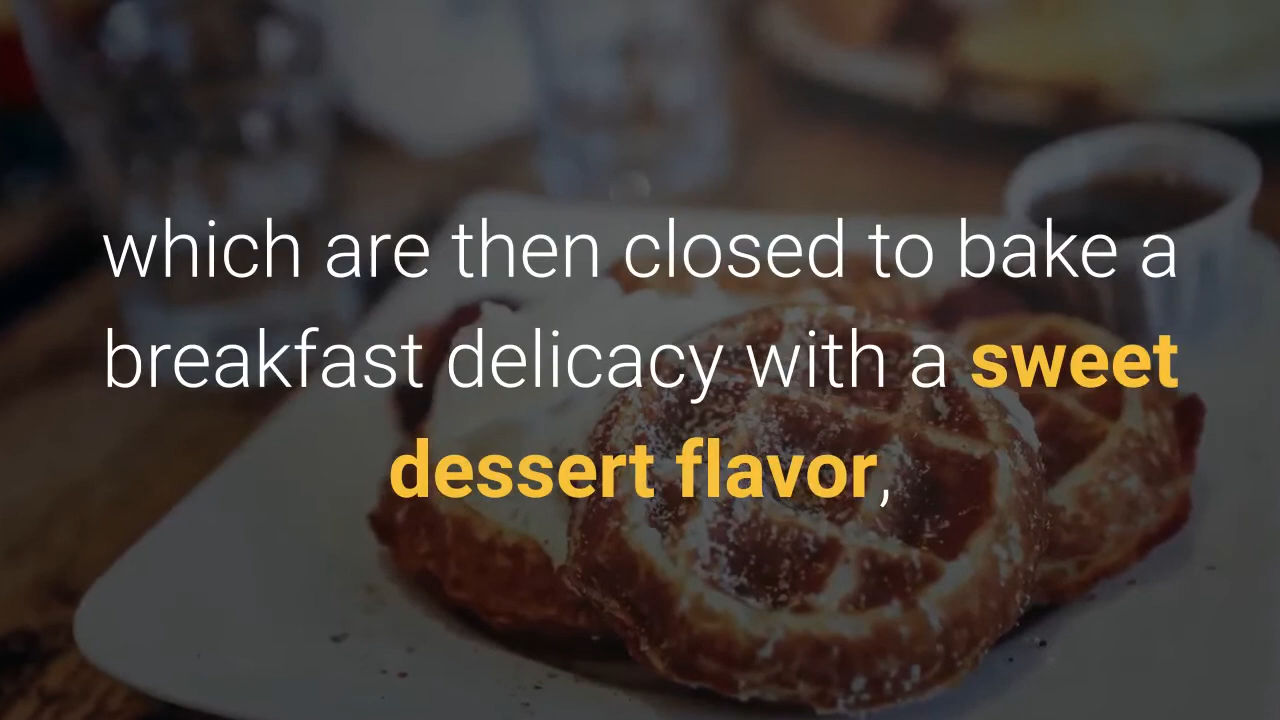 which are then closed to bake a
breakfast delicacy with a sweet
dessert flavor,